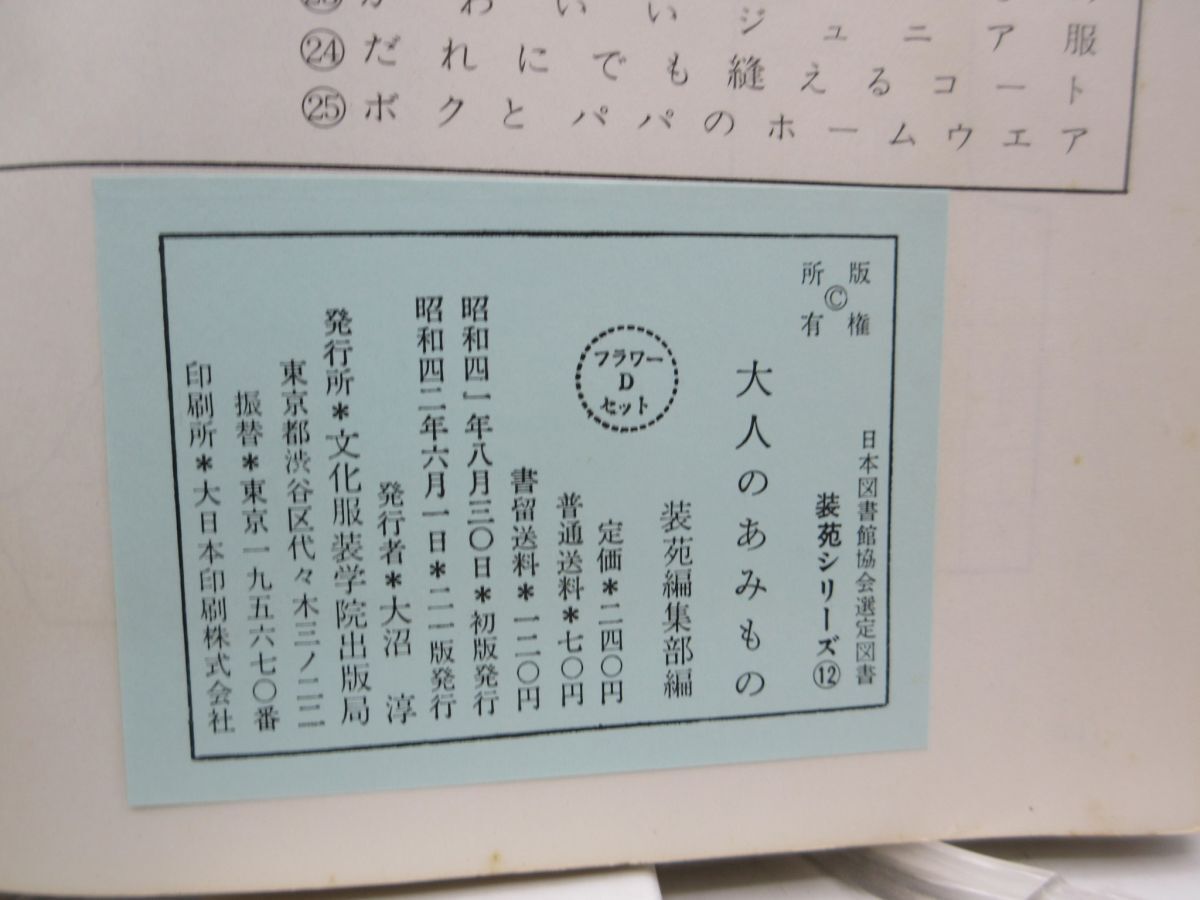 かわいいジュニア服
㉔だれにでも縫えるコート
㉕ボクとパパのホームウエア
版権
©
所有
日本図書館協会選定図書
装苑シリーズ⑫
大人のあみもの
装苑編集部編
フラワー
D
セット
定価＊二四〇円
普通送料＊七〇円
書留送料＊一二〇円
昭和四一年八月三〇日＊初版発行
昭和四二年六月一日＊二一版発行
発行者＊大沼　淳
発行所＊文化服装学院出版局
東京都渋谷区代々木三ノ二二
振替＊東京一九五六七〇番
印刷所＊大日本印刷株式会社